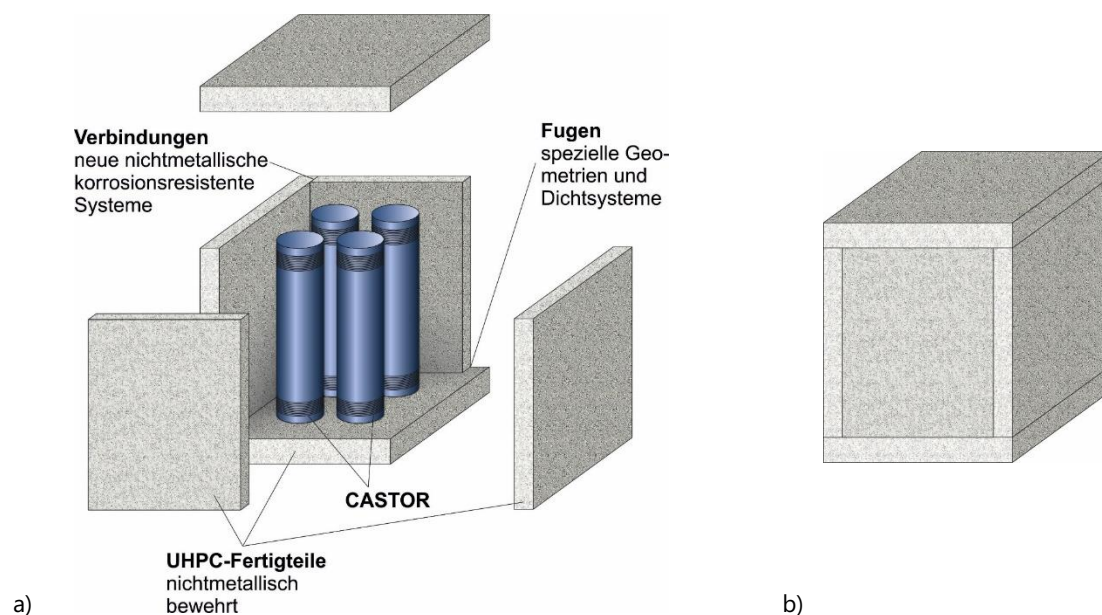 Verbindungen
neue nichtmetallische
korrosionsresistente
Systeme
Fugen
spezielle Geo-
metrien und
Dichtsysteme
CASTOR
UHPC-Fertigteile
nichtmetallisch
bewehrt
a)
b)